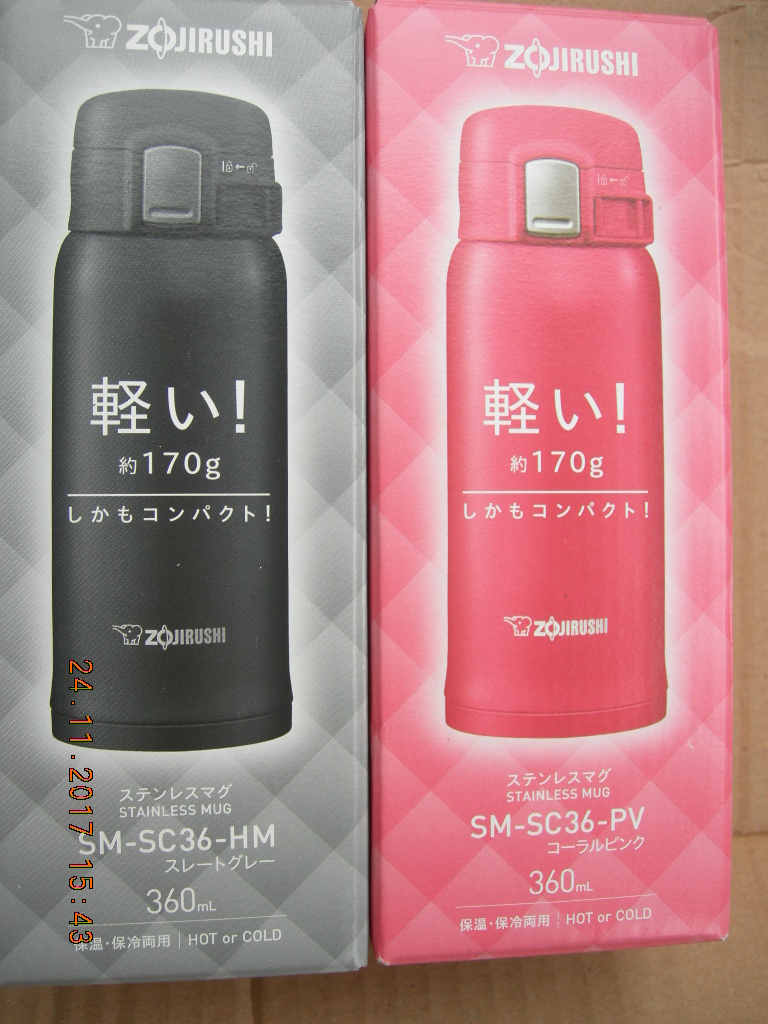 ZOJIRUSHI
軽い!
約170g
しかもコンパクト!
ZOJIRUSHI
ステンレスマグ
STAINLESS MUG
SM-SC36-HM
スレートグレー
360mL
保温・保冷両用 | HOT or COLD
ZOJIRUSHI
軽い!
約170g
しかもコンパクト!
ZOJIRUSHI
ステンレスマグ
STAINLESS MUG
SM-SC36-PV
コーラルピンク
360mL
保温・保冷両用 | HOT or COLD
24.11.2017 15:43